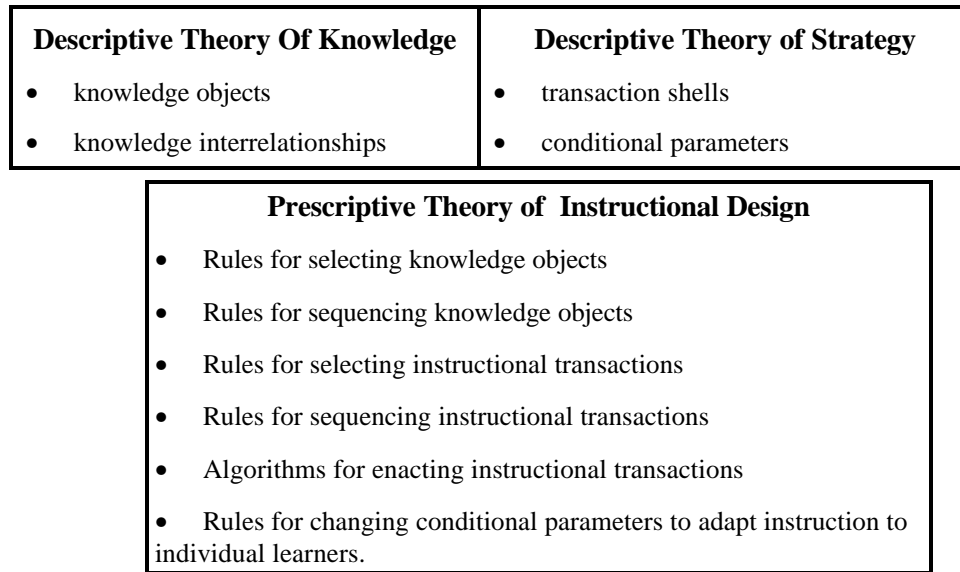 Descriptive Theory Of Knowledge
• knowledge objects
• knowledge interrelationships
Descriptive Theory of Strategy
• transaction shells
• conditional parameters
Prescriptive Theory of Instructional Design
• Rules for selecting knowledge objects
• Rules for sequencing knowledge objects
• Rules for selecting instructional transactions
• Rules for sequencing instructional transactions
• Algorithms for enacting instructional transactions
• Rules for changing conditional parameters to adapt instruction to
individual learners.